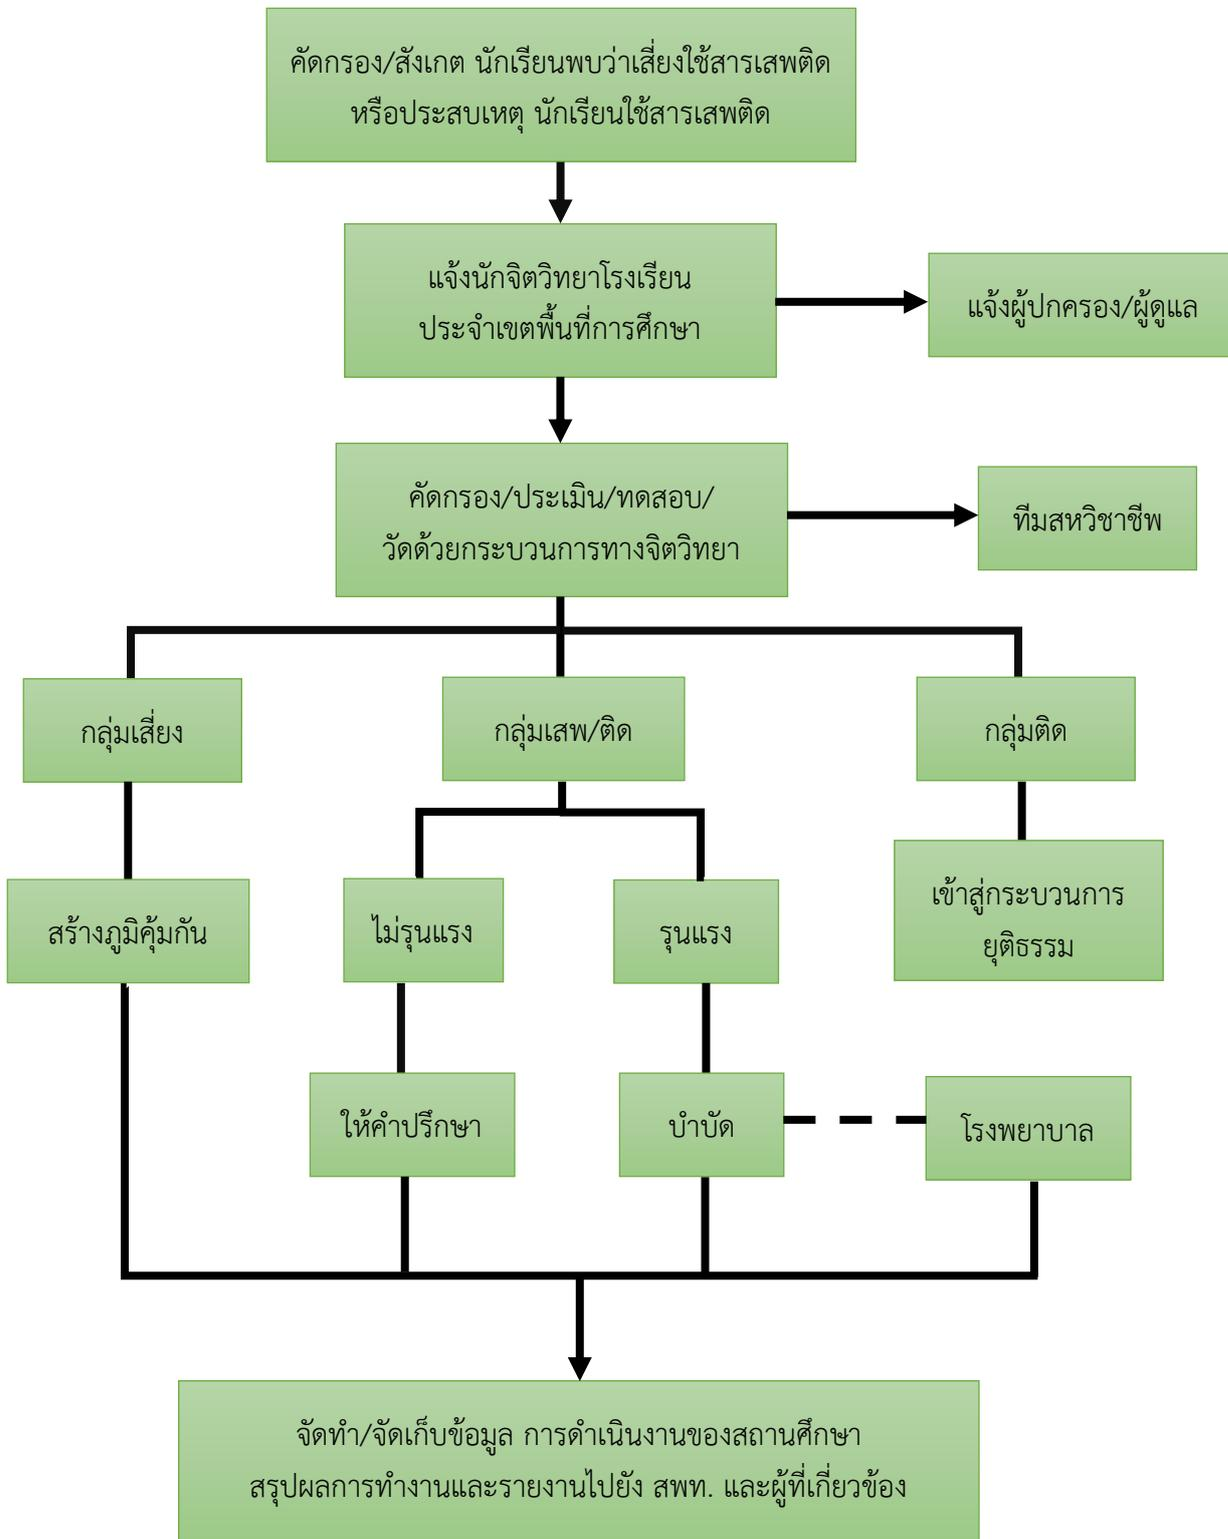 คัดกรอง/สังเกต นักเรียนพบว่าเสี่ยงใช้สารเสพติด
หรือประสบเหตุ นักเรียนใช้สารเสพติด
แจ้งนักจิตวิทยาโรงเรียน
ประจำเขตพื้นที่การศึกษา
แจ้งผู้ปกครอง/ผู้ดูแล
คัดกรอง/ประเมิน/ทดสอบ/
วัดด้วยกระบวนการทางจิตวิทยา
ทีมสหวิชาชีพ
กลุ่มเสี่ยง
กลุ่มเสพ/ติด
กลุ่มติด
สร้างภูมิคุ้มกัน
ไม่รุนแรง
รุนแรง
เข้าสู่กระบวนการ
ยุติธรรม
ให้คำปรึกษา
บำบัด
โรงพยาบาล
จัดทำ/จัดเก็บข้อมูล การดำเนินงานของสถานศึกษา
สรุปผลการทำงานและรายงานไปยัง สพท. และผู้ที่เกี่ยวข้อง